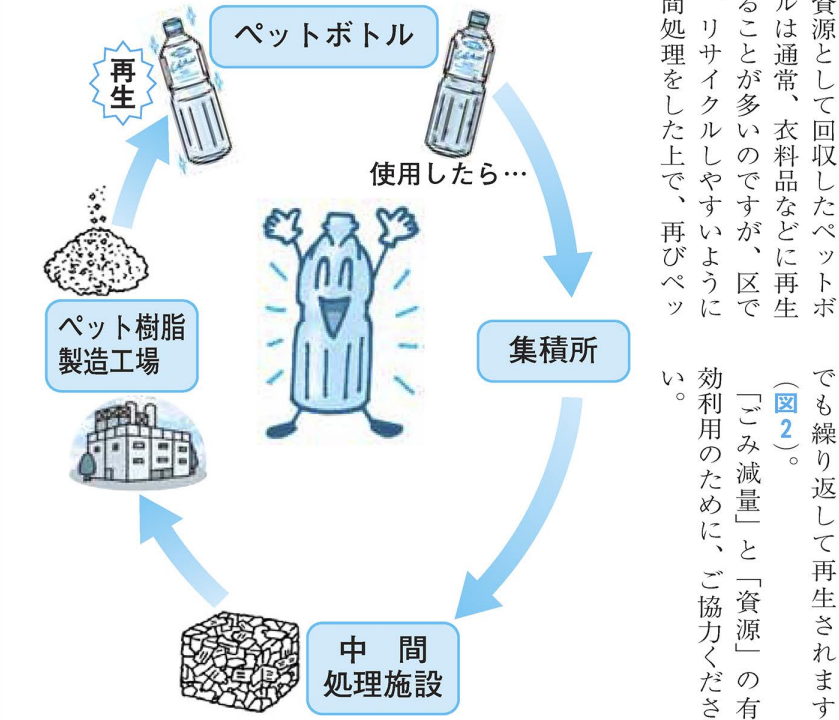 ペットボトル
再生
使用したら…
集積所
中間
処理施設
ペット樹脂
製造工場
資源として回収したペットボ
ルは通常、衣料品などに再生
ることが多いのですが、区で
リサイクルしやすいように
間処理をした上で、再びペッ
でも繰り返して再生されます
(図2)。
「ごみ減量」と「資源」の有
効利用のために、ご協力くださ
い。